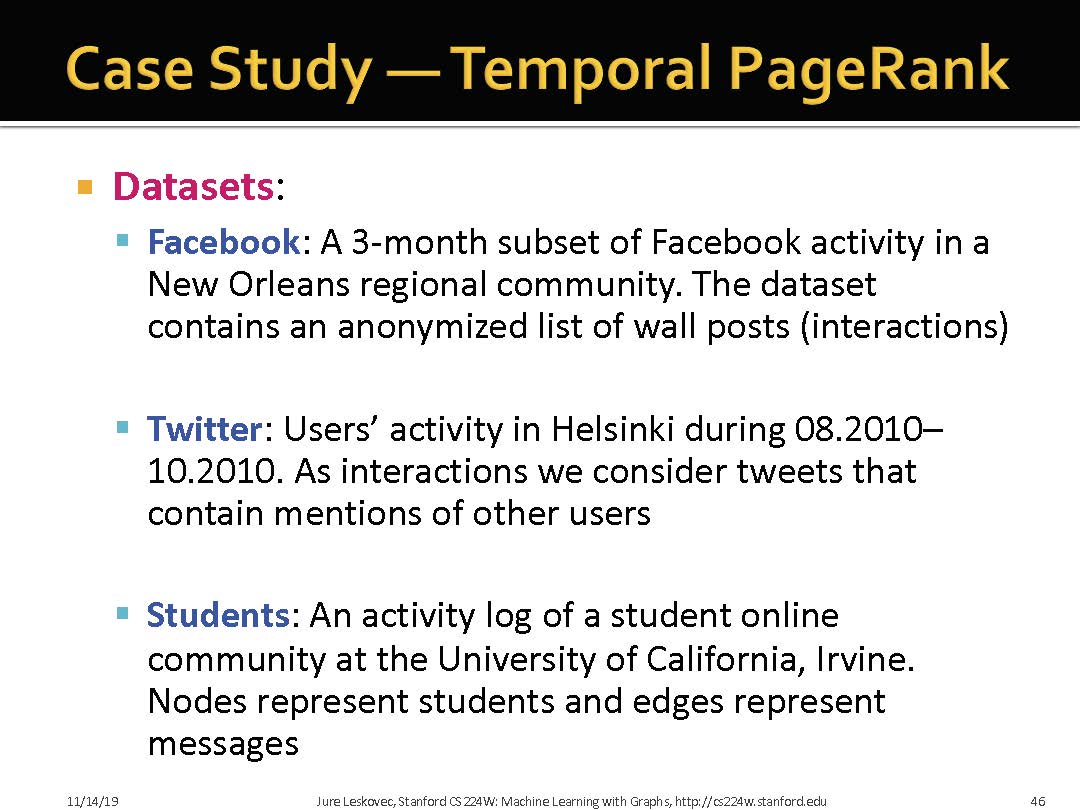 Case Study — Temporal PageRank
Datasets:
Facebook: A 3-month subset of Facebook activity in a
New Orleans regional community. The dataset
contains an anonymized list of wall posts (interactions)
Twitter: Users’ activity in Helsinki during 08.2010–
10.2010. As interactions we consider tweets that
contain mentions of other users
Students: An activity log of a student online
community at the University of California, Irvine.
Nodes represent students and edges represent
messages
11/14/19 Jure Leskovec, Stanford CS224W: Machine Learning with Graphs, http://cs224w.stanford.edu 46